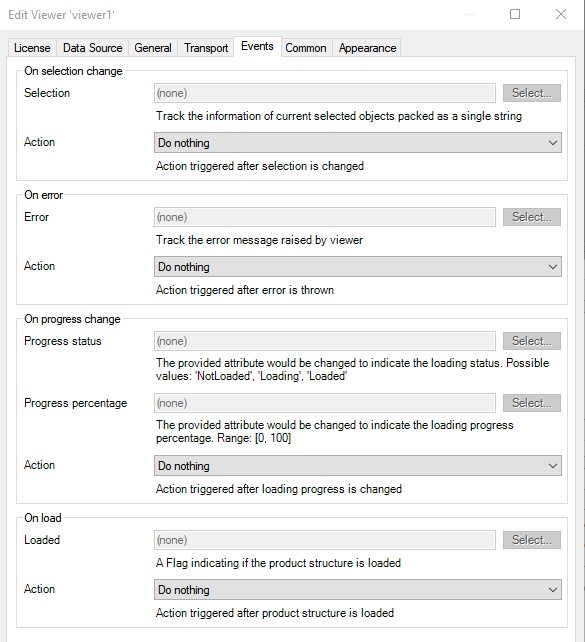 Edit Viewer 'viewer1'
License Data Source General Transport Events Common Appearance
On selection change
Selection (none) Select...
Track the information of current selected objects packed as a single string
Action Do nothing
Action triggered after selection is changed
On error
Error (none) Select...
Track the error message raised by viewer
Action Do nothing
Action triggered after error is thrown
On progress change
Progress status (none) Select...
The provided attribute would be changed to indicate the loading status. Possible
values: 'NotLoaded', 'Loading', 'Loaded'
Progress percentage (none) Select...
The provided attribute would be changed to indicate the loading progress
percentage. Range: [0, 100]
Action Do nothing
Action triggered after loading progress is changed
On load
Loaded (none) Select...
A Flag indicating if the product structure is loaded
Action Do nothing
Action triggered after product structure is loaded